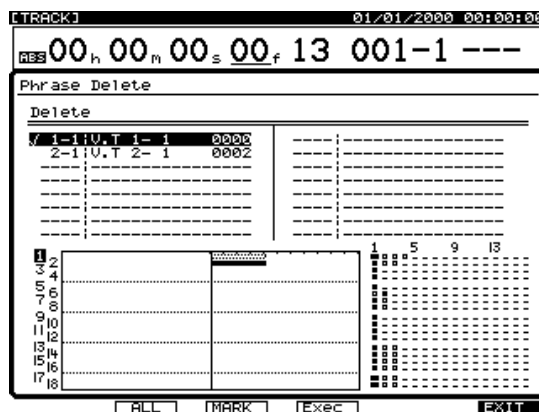 [TRACK] 01/01/2000 00:00:00
ABS 00h 00m 00s 00f 13 001-1 ---
Phrase Delete
Delete
√ 1-1 V.T 1- 1 0000
2-1 V.T 2- 1 0002
1 5 9 13
1
2
3
4
5
6
7
8
9
10
11
12
13
14
15
16
17
18
ALL MARK Exec EXIT